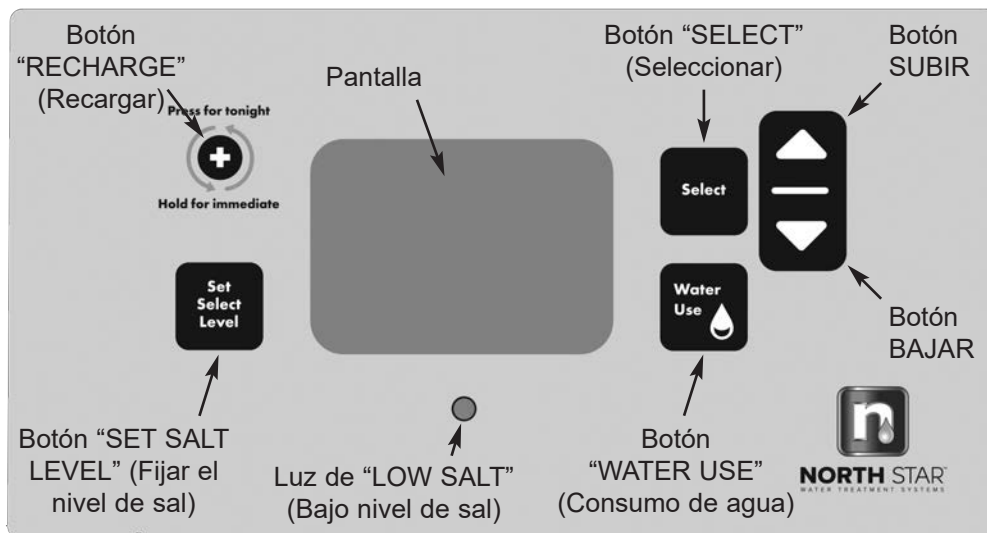 Botón
“RECHARGE”
(Recargar)
Press for tonight
Hold for immediate
Pantalla
Botón “SELECT”
(Seleccionar)
Botón
SUBIR
Select
Set
Select
Level
Water
Use
Botón
BAJAR
Botón “SET SALT
LEVEL” (Fijar el
nivel de sal)
Luz de “LOW SALT”
(Bajo nivel de sal)
Botón
“WATER USE”
(Consumo de agua)
n
NORTH STAR™
WATER TREATMENT SYSTEMS